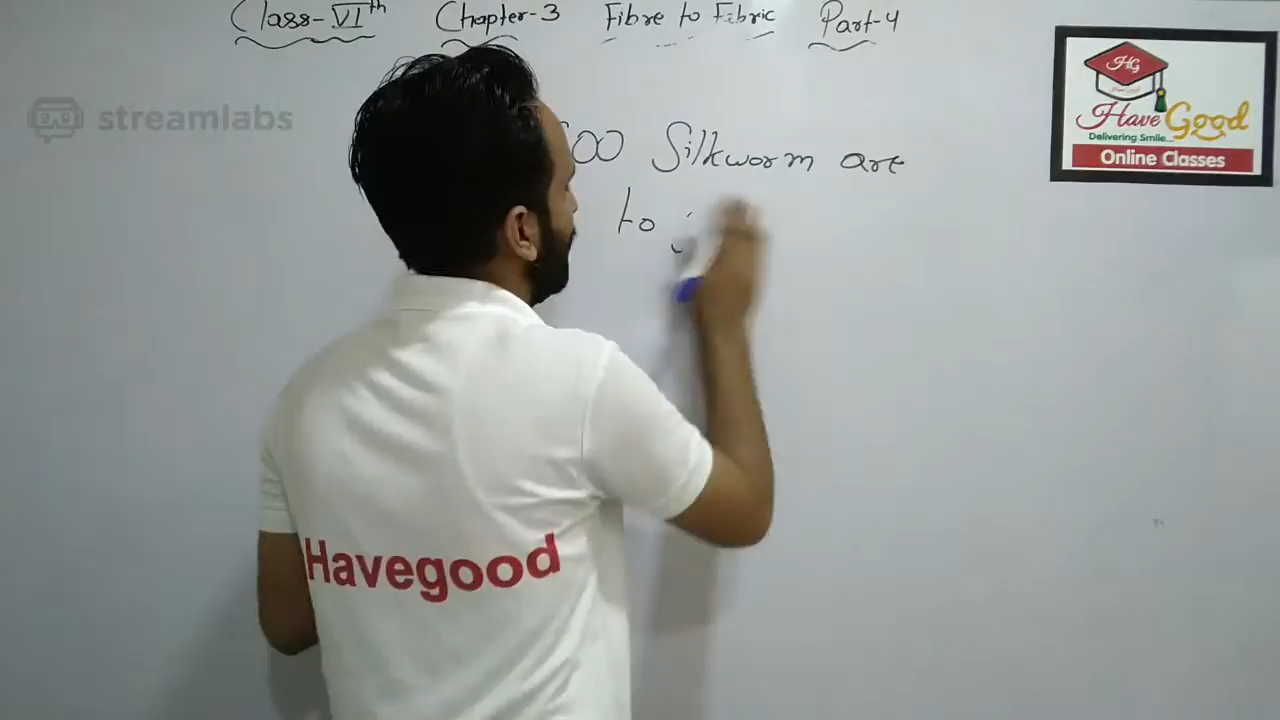 Class-VIth Chapter-3 Fibre to Fabric Part-4
streamlabs
HG
Have Good
Delivering Smile...
Online Classes
00 Silkworm are
to
Havegood